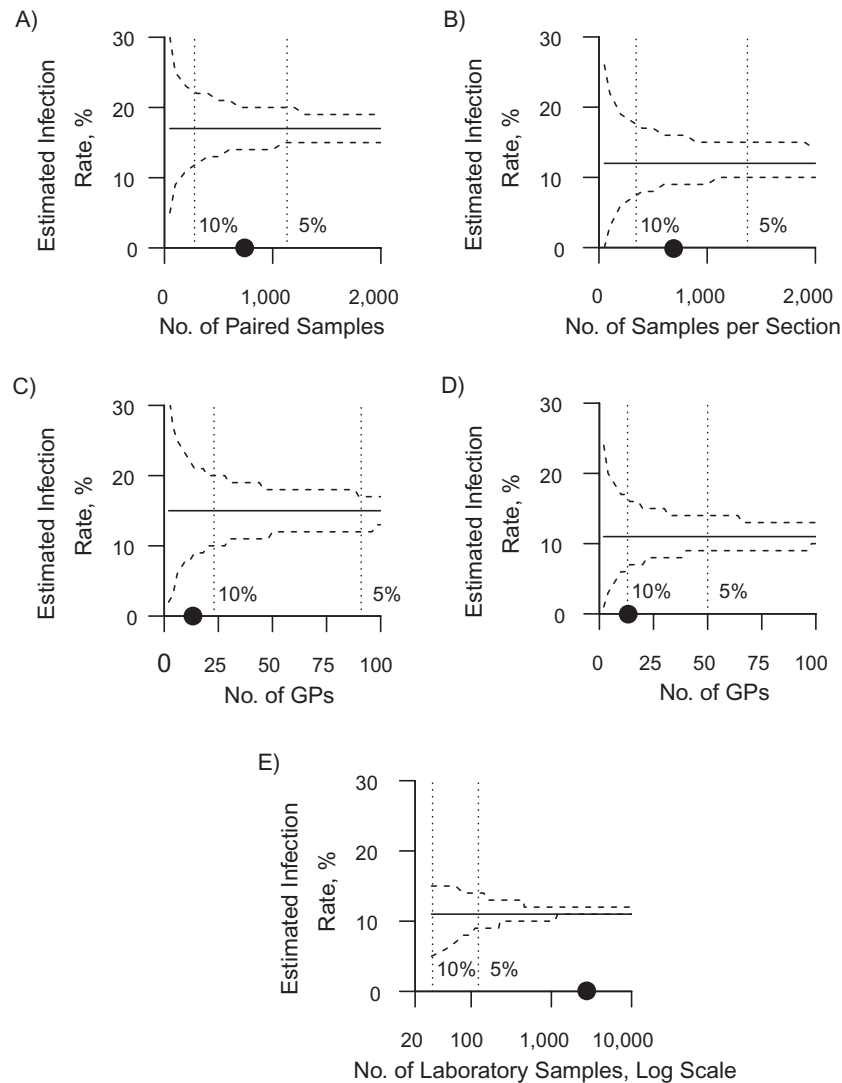 A)
Estimated Infection
Rate, %
30
20
10
0
10%
5%
0
1,000
2,000
No. of Paired Samples
B)
Estimated Infection
Rate, %
30
20
10
0
10%
5%
0
1,000
2,000
No. of Samples per Section
C)
Estimated Infection
Rate, %
30
20
10
0
10%
5%
0
25
50
75
100
No. of GPs
D)
Estimated Infection
Rate, %
30
20
10
0
10%
5%
0
25
50
75
100
No. of GPs
E)
Estimated Infection
Rate, %
30
20
10
0
10%
5%
20
100
1,000
10,000
No. of Laboratory Samples, Log Scale